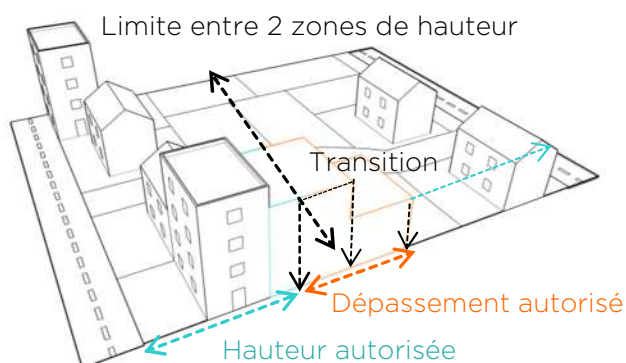 Limite entre 2 zones de hauteur
Transition
Dépassement autorisé
Hauteur autorisée